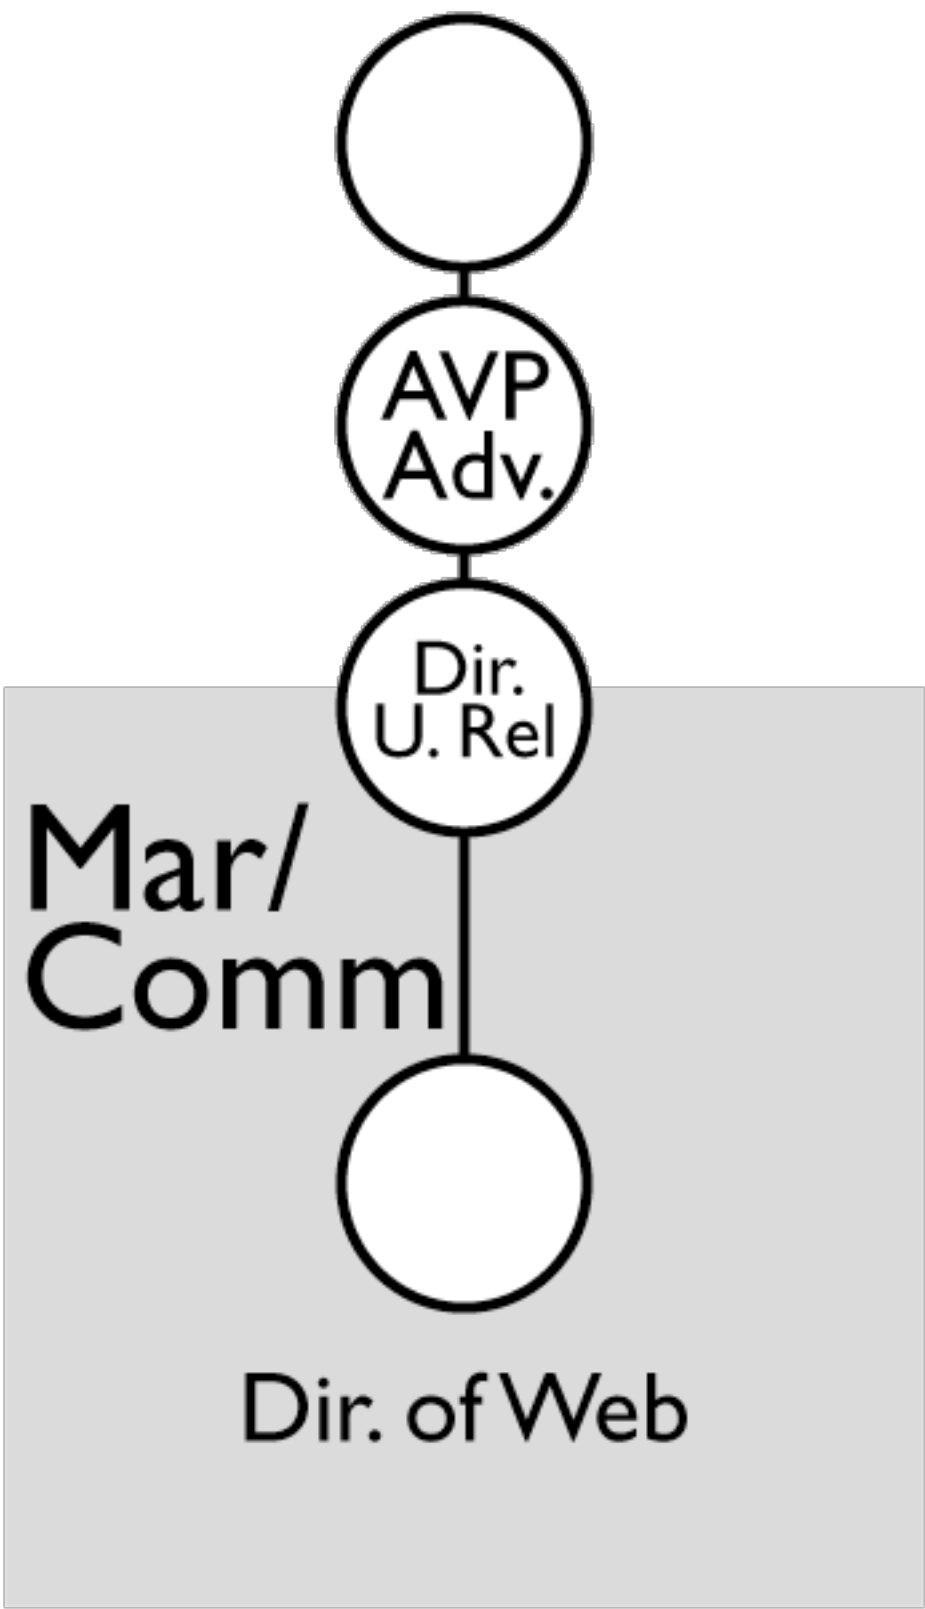 AVP
Adv.
Dir.
U. Rel
Mar/
Comm
Dir. of Web